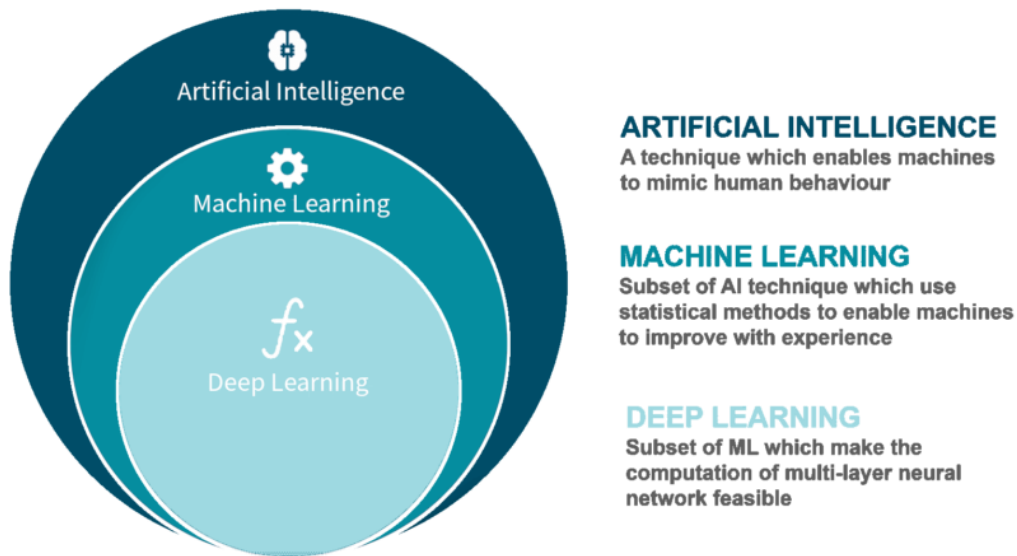 Artificial Intelligence
Machine Learning
fx
Deep Learning
ARTIFICIAL INTELLIGENCE
A technique which enables machines
to mimic human behaviour
MACHINE LEARNING
Subset of AI technique which use
statistical methods to enable machines
to improve with experience
DEEP LEARNING
Subset of ML which make the
computation of multi-layer neural
network feasible